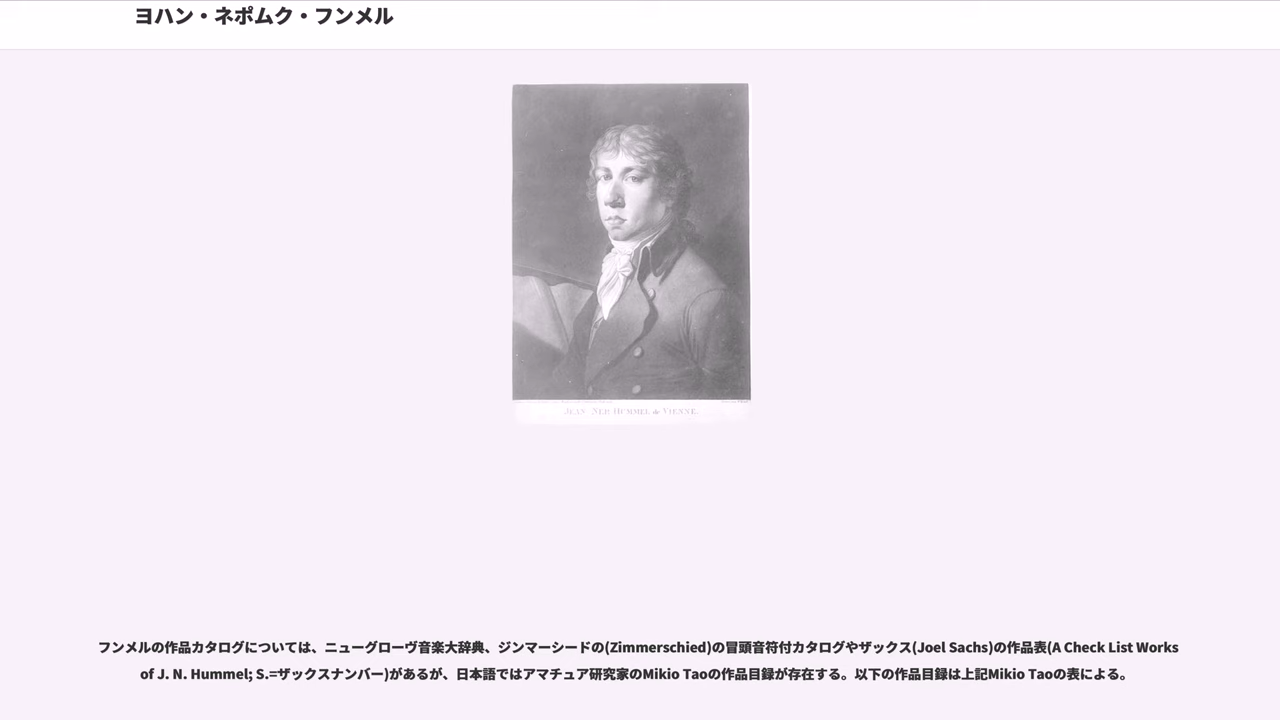 ヨハン・ネポムク・フンメル
JEAN NEP. HUMMEL de VIENNE.
フンメルの作品カタログについては、ニューグローヴ音楽大辞典、ジンマーシードの(Zimmerschied)の冒頭音符付カタログやザックス(Joel Sachs)の作品表(A Check List Works
of J. N. Hummel; S.=ザックスナンバー)があるが、日本語ではアマチュア研究家のMikio Taoの作品目録が存在する。以下の作品目録は上記Mikio Taoの表による。